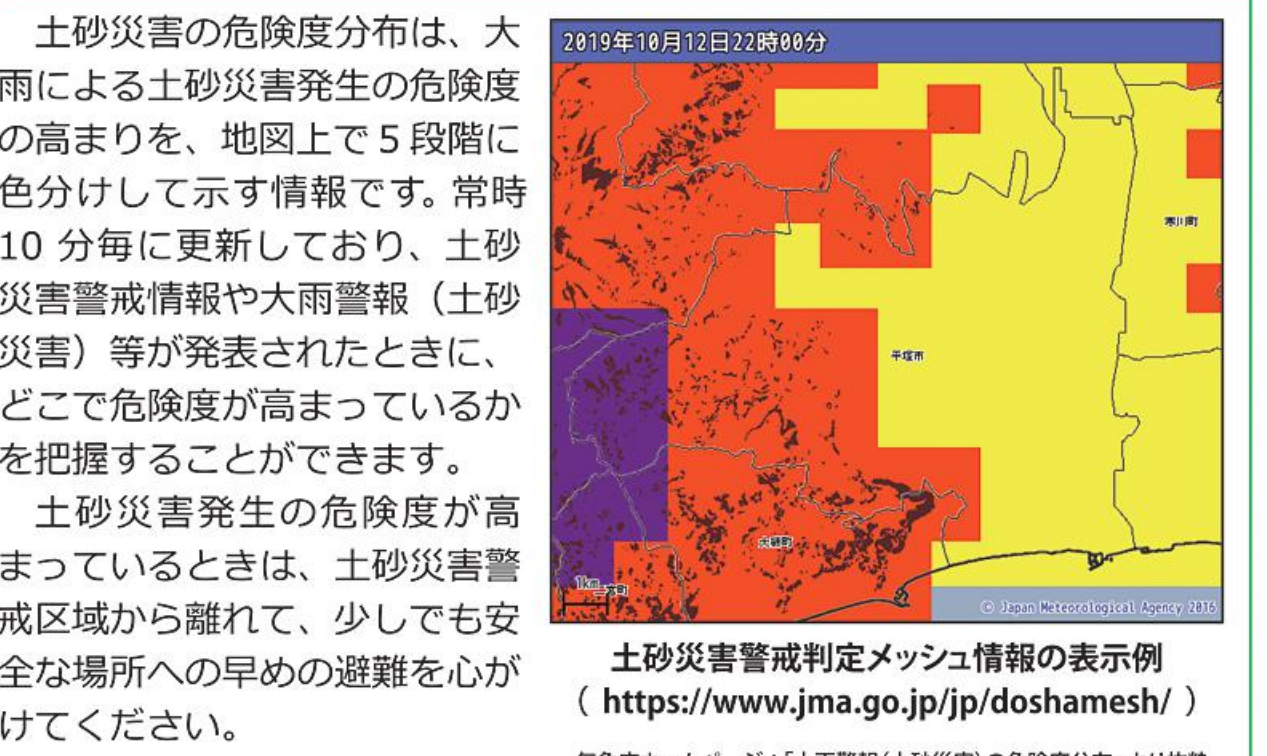 土砂災害の危険度分布は、大
雨による土砂災害発生の危険度
の高まりを、地図上で５段階に
色分けして示す情報です。常時
10 分毎に更新しており、土砂
災害警戒情報や大雨警報（土砂
災害）等が発表されたときに、
どこで危険度が高まっているか
を把握することができます。
土砂災害発生の危険度が高
まっているときは、土砂災害警
戒区域から離れて、少しでも安
全な場所への早めの避難を心が
けてください。
2019年10月12日22時00分
寒川町
平塚市
大磯町
1km
二宮町
© Japan Meteorological Agency 2016
土砂災害警戒判定メッシュ情報の表示例
（ https://www.jma.go.jp/jp/doshamesh/ ）